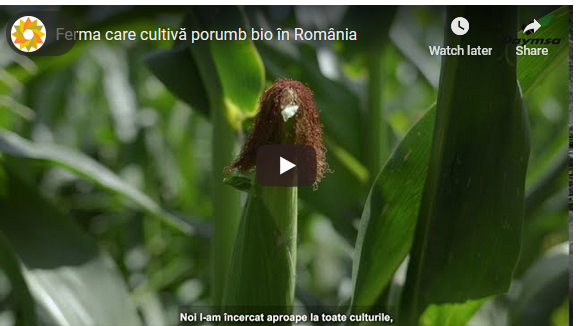 Ferma care cultivă porumb bio în România
Watch later
Share
Noi l-am încercat aproape la toate culturile,